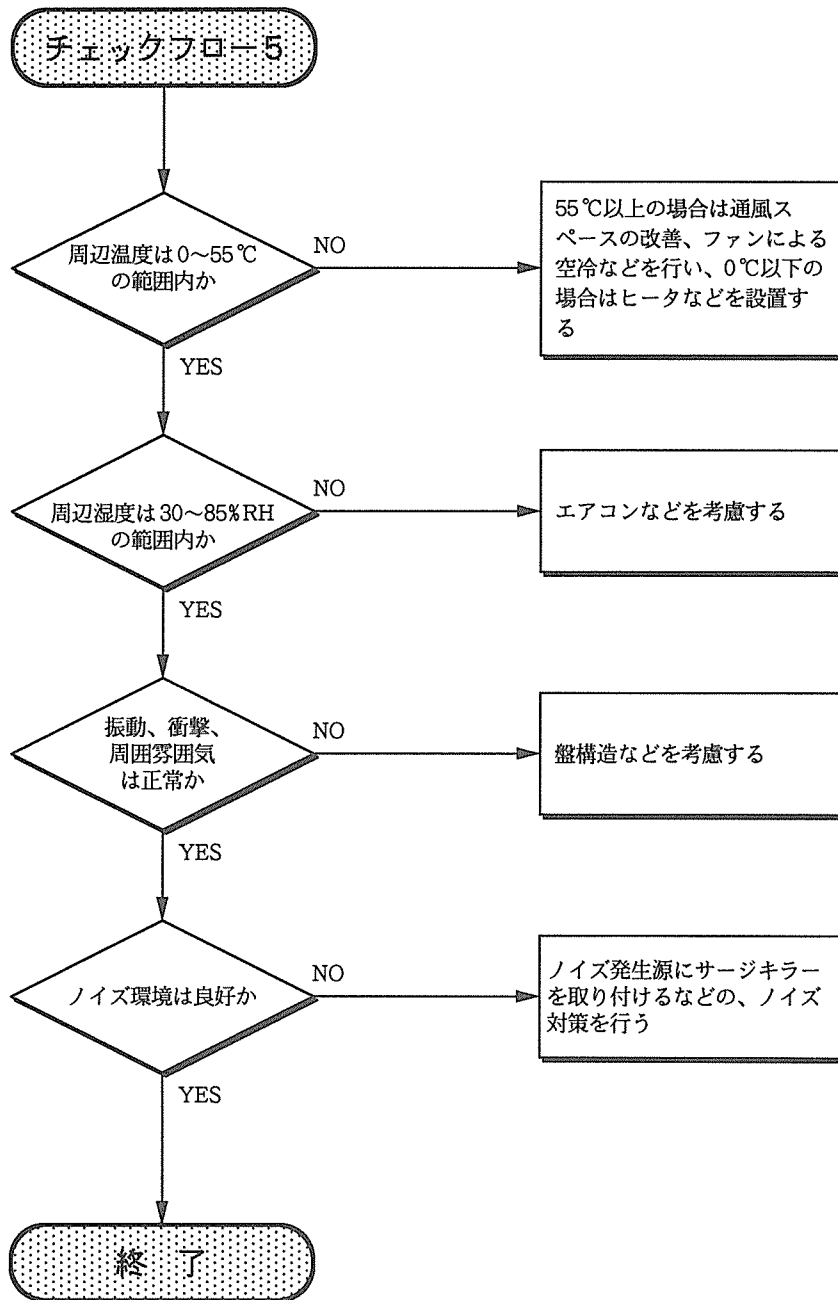 チェックフロー5
周辺温度は0～55℃
の範囲内か
NO
55℃以上の場合は通風ス
ペースの改善、ファンによる
空冷などを行い、0℃以下の
場合はヒータなどを設置す
る
YES
周辺湿度は30～85%RH
の範囲内か
NO
エアコンなどを考慮する
YES
振動、衝撃、
周囲雰囲気
は正常か
NO
盤構造などを考慮する
YES
ノイズ環境は良好か
NO
ノイズ発生源にサージキラー
を取り付けるなどの、ノイズ
対策を行う
YES
終 了